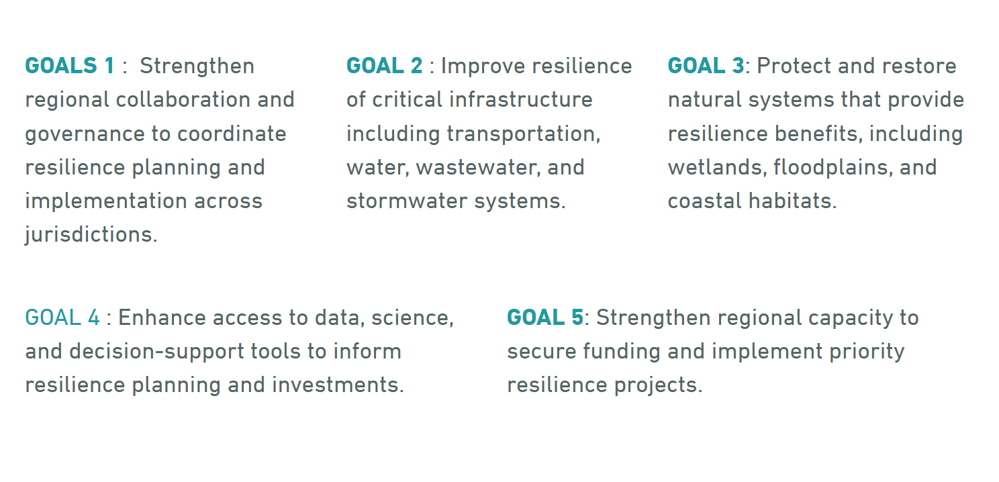 GOALS 1 :  Strengthen
regional collaboration and
governance to coordinate
resilience planning and
implementation across
jurisdictions.
GOAL 2 : Improve resilience
of critical infrastructure
including transportation,
water, wastewater, and
stormwater systems.
GOAL 3: Protect and restore
natural systems that provide
resilience benefits, including
wetlands, floodplains, and
coastal habitats.
GOAL 4 : Enhance access to data, science,
and decision-support tools to inform
resilience planning and investments.
GOAL 5: Strengthen regional capacity to
secure funding and implement priority
resilience projects.